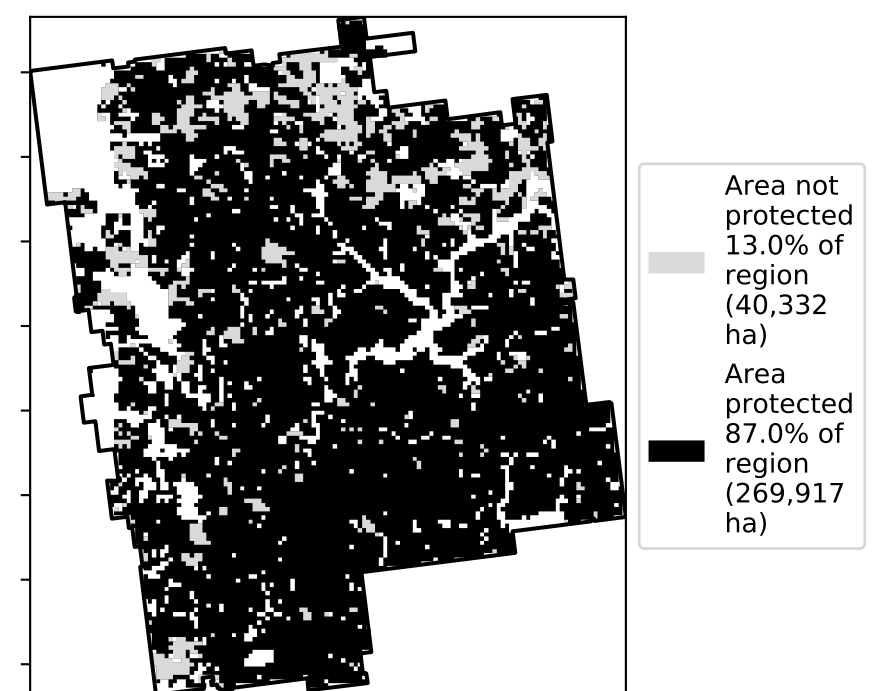 Area not
protected
13.0% of
region
(40,332
ha)
Area
protected
87.0% of
region
(269,917
ha)